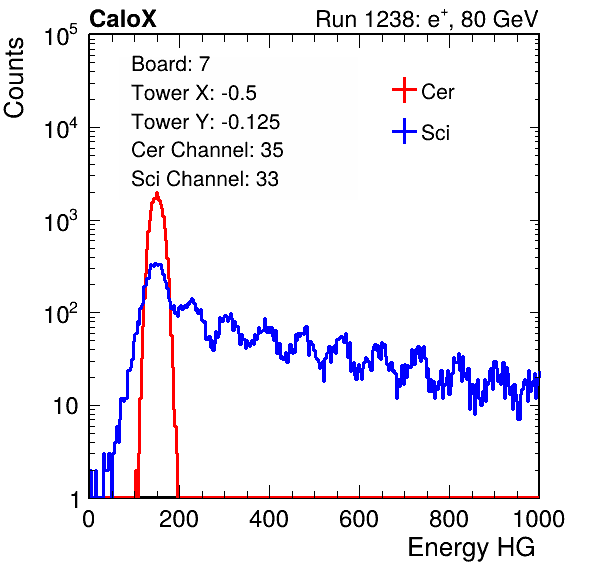 CaloX Run 1238: e⁺, 80 GeV
Counts
10⁵
10⁴
10³
10²
10
1
Board: 7
Tower X: -0.5
Tower Y: -0.125
Cer Channel: 35
Sci Channel: 33
Cer
Sci
0 200 400 600 800 1000
Energy HG